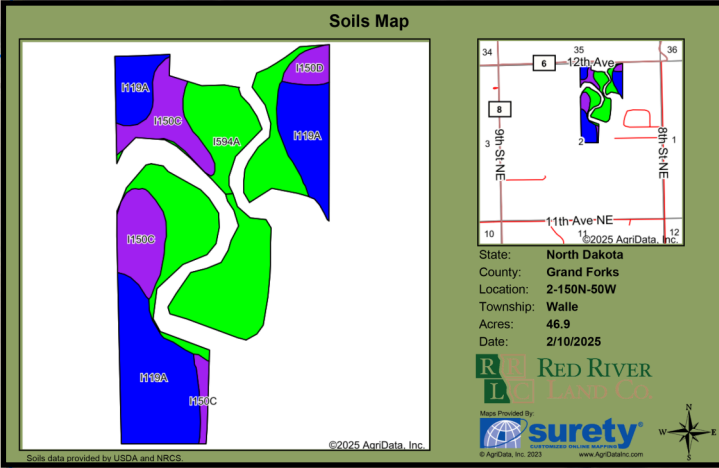 Soils Map
I119A
I150C
I594A
I150D
I119A
I150C
I119A
I150C
©2025 AgriData, Inc.
Soils data provided by USDA and NRCS.
34
35
36
6
12th Ave
8
3
2
1
9th St NE
8th St NE
11th Ave NE
10
11
12
©2025 AgriData, Inc.
State: North Dakota
County: Grand Forks
Location: 2-150N-50W
Township: Walle
Acres: 46.9
Date: 2/10/2025
RRLC
RED RIVER
LAND CO.
Maps Provided By:
surety®
CUSTOMIZED ONLINE MAPPING
© AgriData, Inc. 2023 www.AgriDataInc.com
N
W E
S